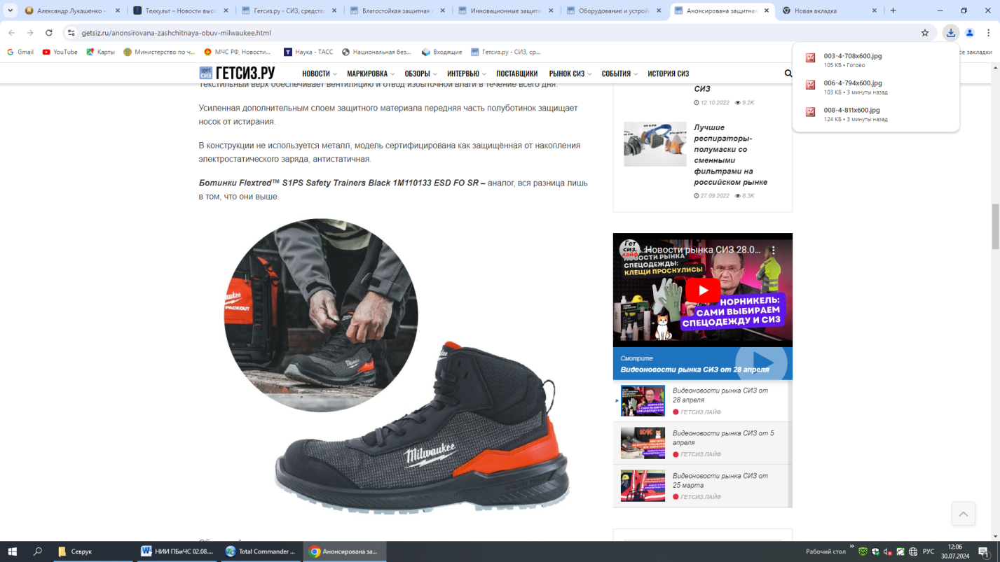 Александр Лукашенко –
Техкульт – Новости высо
Гетсиз.ру - СИЗ, средства
Влагостойкая защитная
Инновационные защитн
Оборудование и устрой
Анонсирована защитная
Новая вкладка
getsiz.ru/anonsirovana-zashchitnaya-obuv-milwaukee.html
Gmail
YouTube
Карты
Министерство по ч...
МЧС РФ, Новости...
Наука - ТАСС
Национальная без...
Входящие
Гетсиз.ру - СИЗ, ср...
все закладки
003-4-708x600.jpg
105 КБ • Готово
006-4-794x600.jpg
103 КБ • 3 минуты назад
008-4-811x600.jpg
124 КБ • 3 минуты назад
get СИЗ ГЕТСИЗ.РУ
НОВОСТИ
МАРКИРОВКА
ОБЗОРЫ
ИНТЕРВЬЮ
ПОСТАВЩИКИ
РЫНОК СИЗ
СОБЫТИЯ
ИСТОРИЯ СИЗ
текстильный верх обеспечивает вентиляцию и отвод избыточной влаги в течение всего дня.
Усиленная дополнительным слоем защитного материала передняя часть полуботинок защищает
носок от истирания.
В конструкции не используется металл, модель сертифицирована как защищённая от накопления
электростатического заряда, антистатичная.
Ботинки Flextred™ S1PS Safety Trainers Black 1M110133 ESD FO SR – аналог, вся разница лишь
в том, что они выше.
Milwaukee
PACKOUT
Milwaukee
Milwaukee
СИЗ
12.10.2022 9.2K
Лучшие
респираторы-
полумаски со
сменными
фильтрами на
российском рынке
27.09.2022 8.3K
Гет
сиз.
лайф
Новости рынка СИЗ 28.0...
НОВОСТИ РЫНКА
СПЕЦОДЕЖДЫ:
КЛЕЩИ ПРОСНУЛИСЬ!
НОРНИКЕЛЬ:
САМИ ВЫБИРАЕМ
СПЕЦОДЕЖДУ И СИЗ
Смотрите
Видеоновости рынка СИЗ от 28 апреля
Видеоновости рынка СИЗ от
28 апреля
ГЕТСИЗ.ЛАЙФ
Видеоновости рынка СИЗ от 5
апреля
ГЕТСИЗ.ЛАЙФ
Видеоновости рынка СИЗ от
25 марта
ГЕТСИЗ.ЛАЙФ
Севрук
НИИ ПБиЧС 02.08....
Total Commander ...
Анонсирована за...
Рабочий стол
РУС
12:06
30.07.2024
1